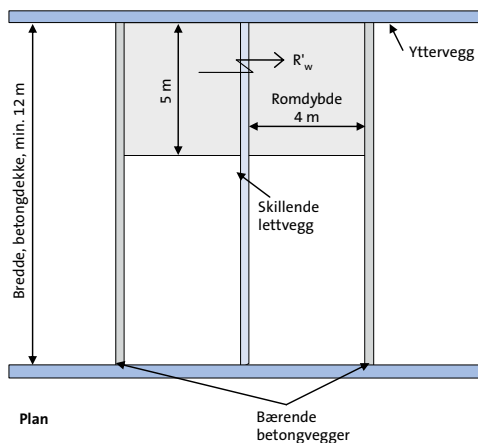 Yttervegg
R'w
5 m
Romdybde
4 m
Bredde, betongdekke, min. 12 m
Skillende
lettvegg
Plan
Bærende
betongvegger